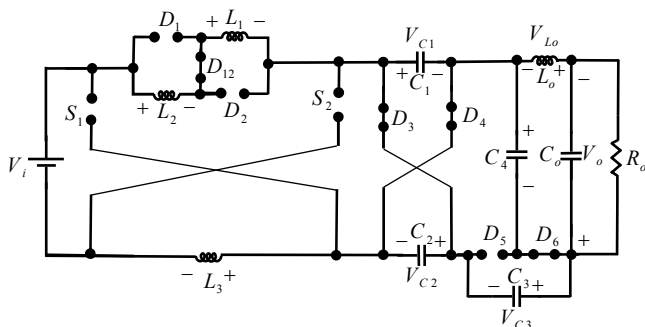 D1
+ L1 −
VC1
VLo
D12
+ −
C1
− Lo + −
S1
+ L2 −
D2
S2
D3
D4
+
C4
−
Co
Vo
Ro
Vi
− L3 +
− C2 +
VC2
D5
D6
+
C3
− +
VC3